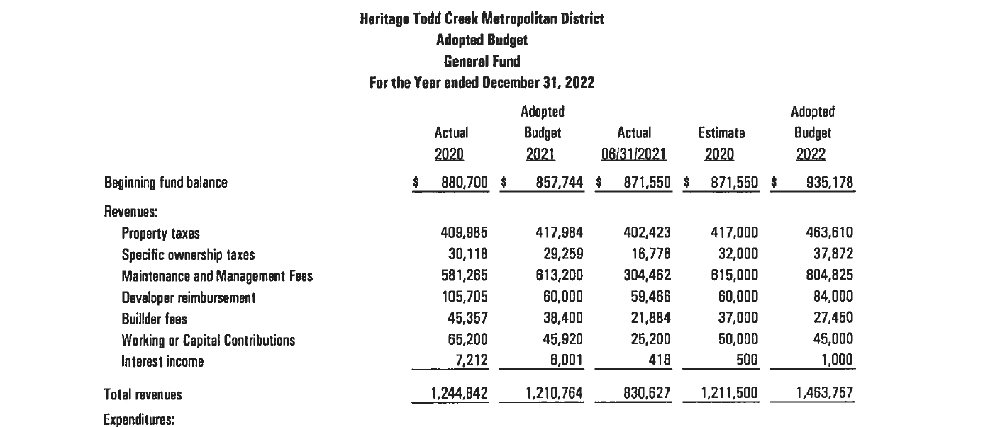 Heritage Todd Creek Metropolitan District
Adopted Budget
General Fund
For the Year ended December 31, 2022
Adopted Adopted
Actual Budget Actual Estimate Budget
2020 2021 06/31/2021 2020 2022
Beginning fund balance $ 880,700 $ 857,744 $ 871,550 $ 871,550 $ 935,178
Revenues:
Property taxes 409,985 417,984 402,423 417,000 463,610
Specific ownership taxes 30,118 29,259 16,776 32,000 37,872
Maintenance and Management Fees 581,265 613,200 304,462 615,000 804,825
Developer reimbursement 105,705 60,000 59,466 60,000 84,000
Buillder fees 45,357 38,400 21,884 37,000 27,450
Working or Capital Contributions 65,200 45,920 25,200 50,000 45,000
Interest income 7,212 6,001 416 500 1,000
Total revenues 1,244,842 1,210,764 830,627 1,211,500 1,463,757
Expenditures: